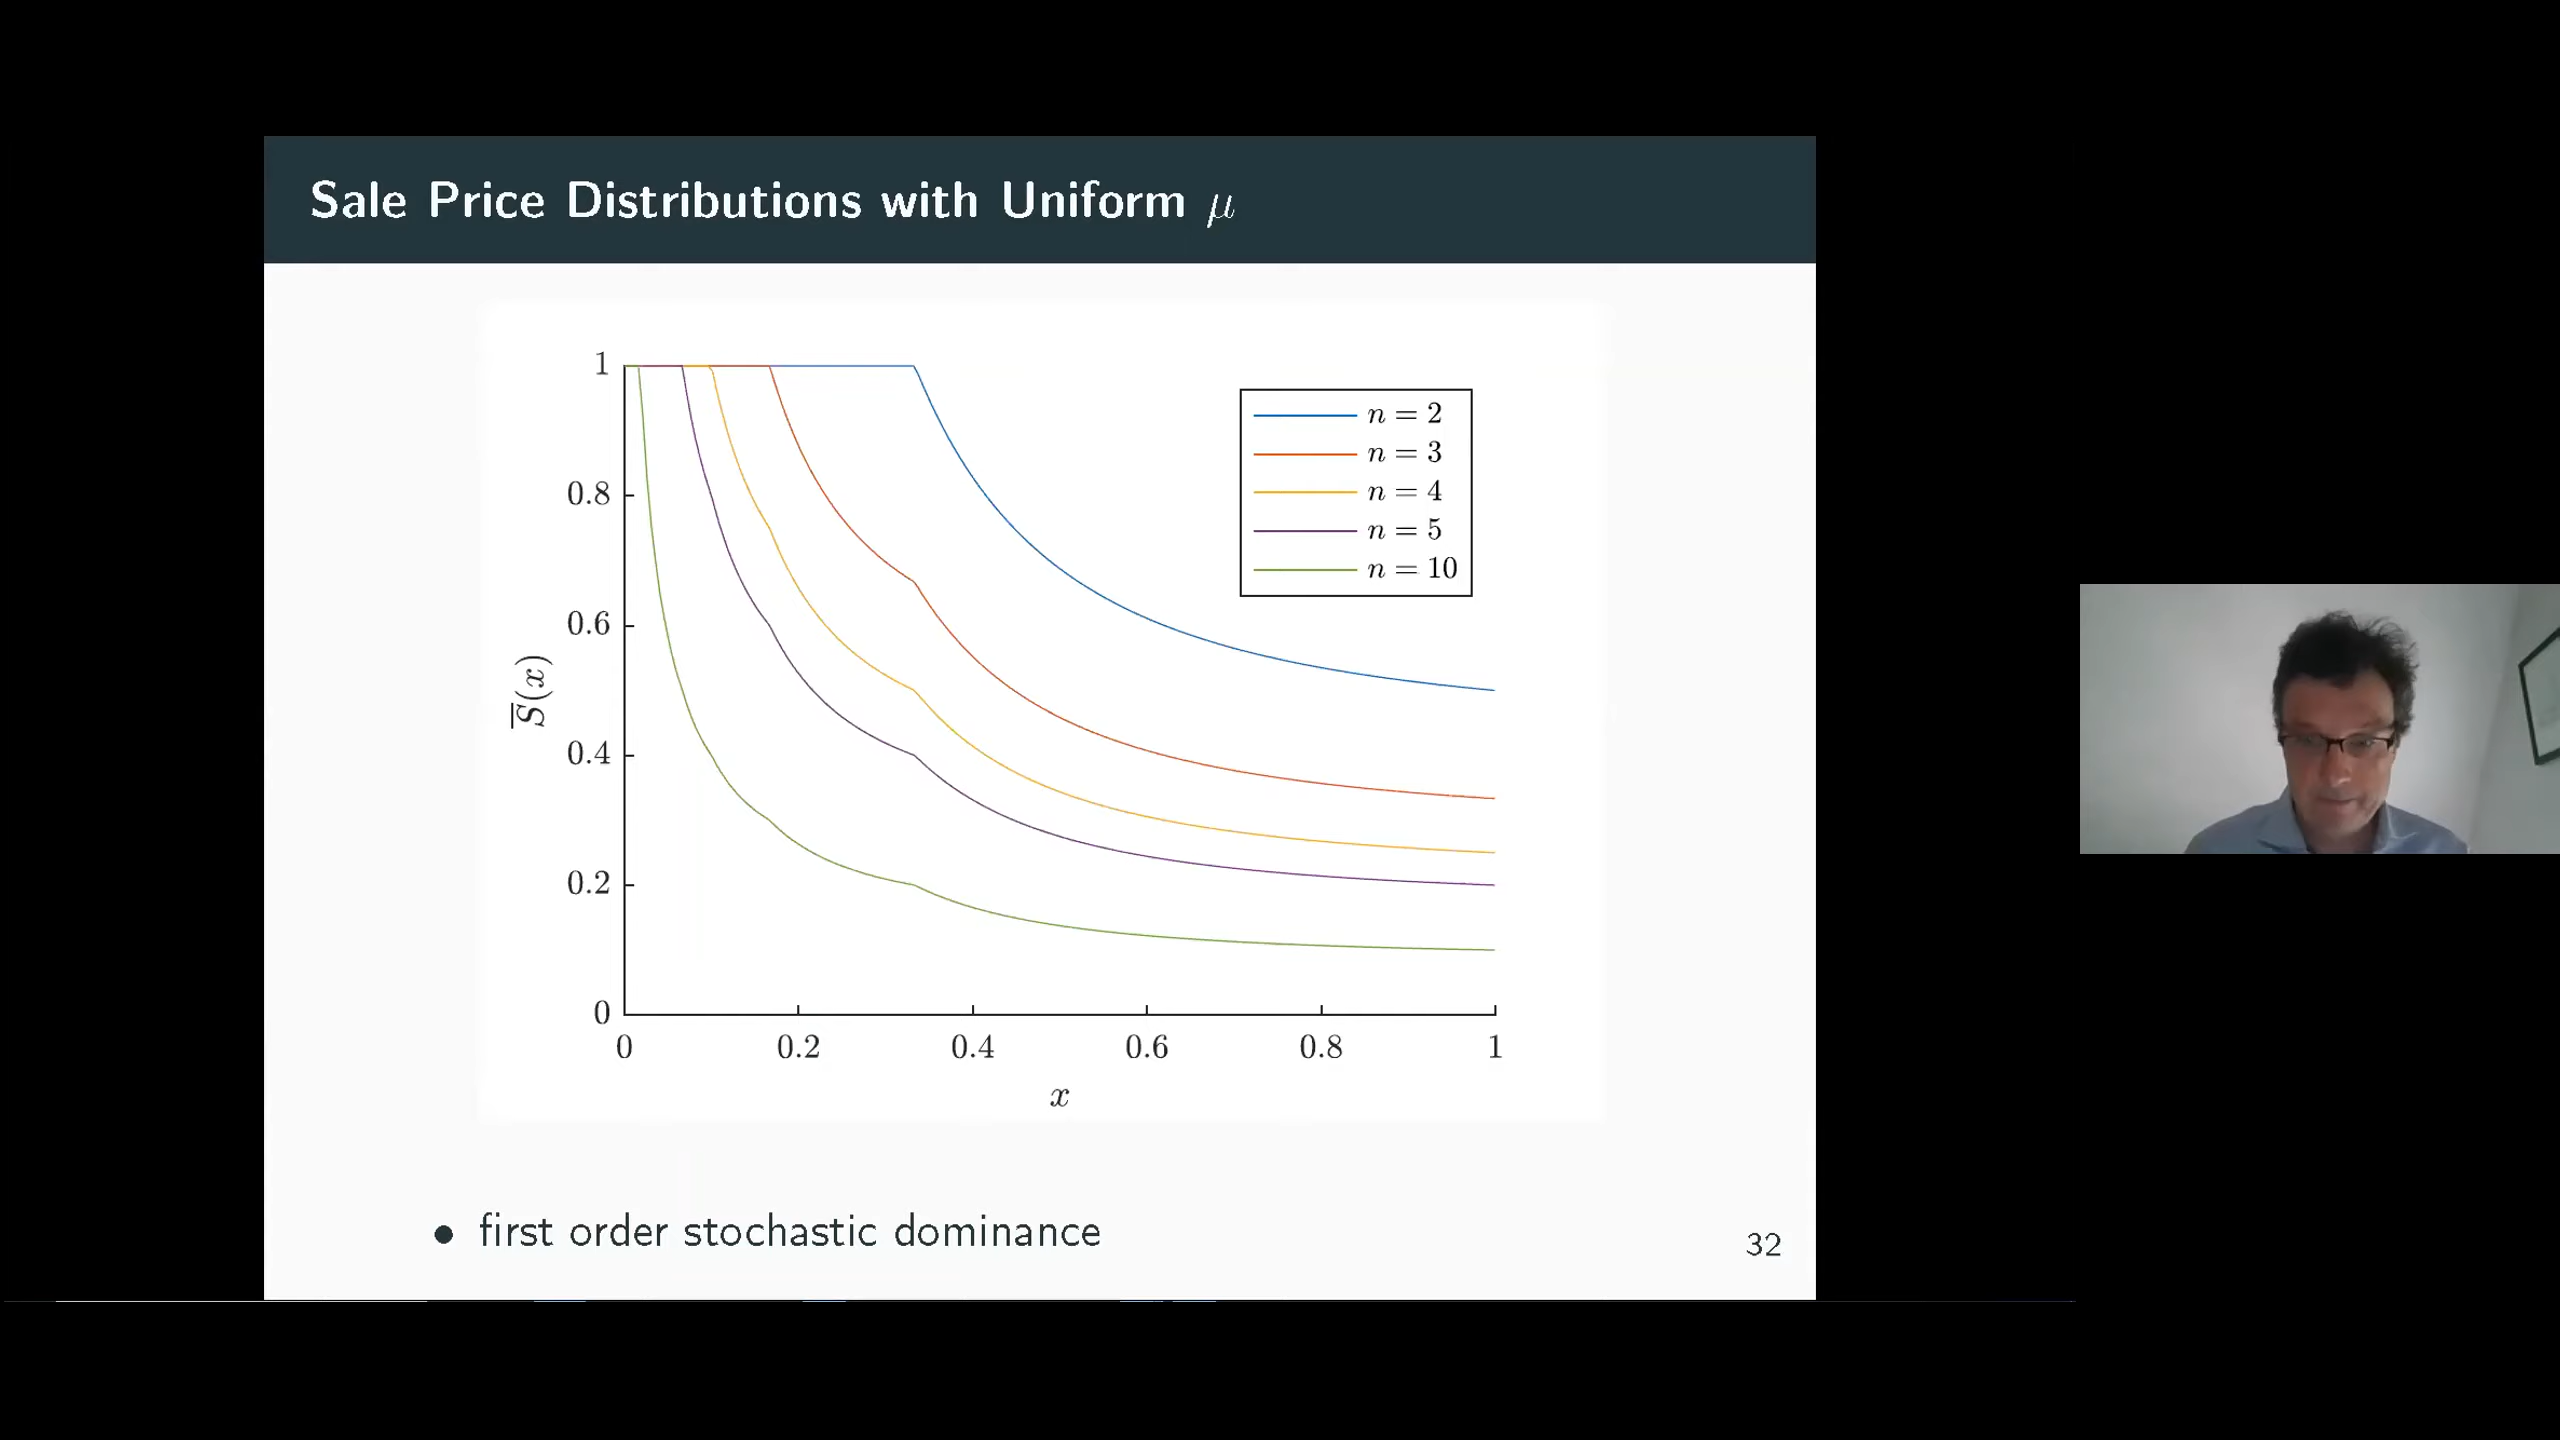 Sale Price Distributions with Uniform μ
1
0.8
0.6
0.4
0.2
0
S̅(x)
n = 2
n = 3
n = 4
n = 5
n = 10
0 0.2 0.4 0.6 0.8 1
x
• first order stochastic dominance
32